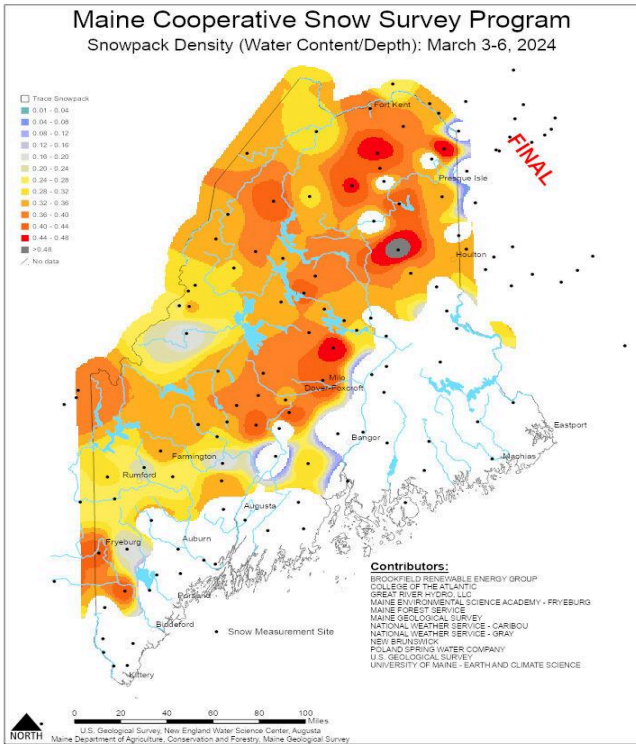 Maine Cooperative Snow Survey Program
Snowpack Density (Water Content/Depth): March 3-6, 2024
Trace Snowpack
0.01 - 0.04
0.04 - 0.08
0.08 - 0.12
0.12 - 0.16
0.16 - 0.20
0.20 - 0.24
0.24 - 0.28
0.28 - 0.32
0.32 - 0.36
0.36 - 0.40
0.40 - 0.44
0.44 - 0.48
>0.48
No data
FINAL
Fort Kent
Presque Isle
Houlton
Milo
Dover-Foxcroft
Bangor
Eastport
Machias
Farmington
Rumford
Augusta
Auburn
Fryeburg
Portland
Biddeford
Kittery
Snow Measurement Site
Contributors:
BROOKFIELD RENEWABLE ENERGY GROUP
COLLEGE OF THE ATLANTIC
GREAT RIVER HYDRO, LLC
MAINE ENVIRONMENTAL SCIENCE ACADEMY - FRYEBURG
MAINE FOREST SERVICE
MAINE GEOLOGICAL SURVEY
NATIONAL WEATHER SERVICE - CARIBOU
NATIONAL WEATHER SERVICE - GRAY
NEW BRUNSWICK
POLAND SPRING WATER COMPANY
U.S. GEOLOGICAL SURVEY
UNIVERSITY OF MAINE - EARTH AND CLIMATE SCIENCE
NORTH
0 20 40 60 80 100
Miles
U.S. Geological Survey, New England Water Science Center, Augusta
Maine Department of Agriculture, Conservation and Forestry, Maine Geological Survey